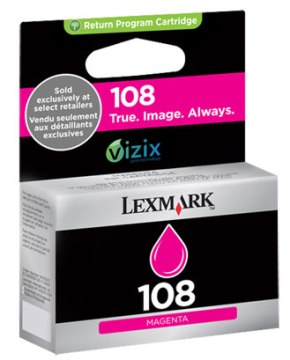 Return Program Cartridge
Sold
exclusively at
select retailers
Vendu seulement
aux détaillants
exclusives
108
True. Image. Always.
Vizix
LEXMARK™
108
MAGENTA